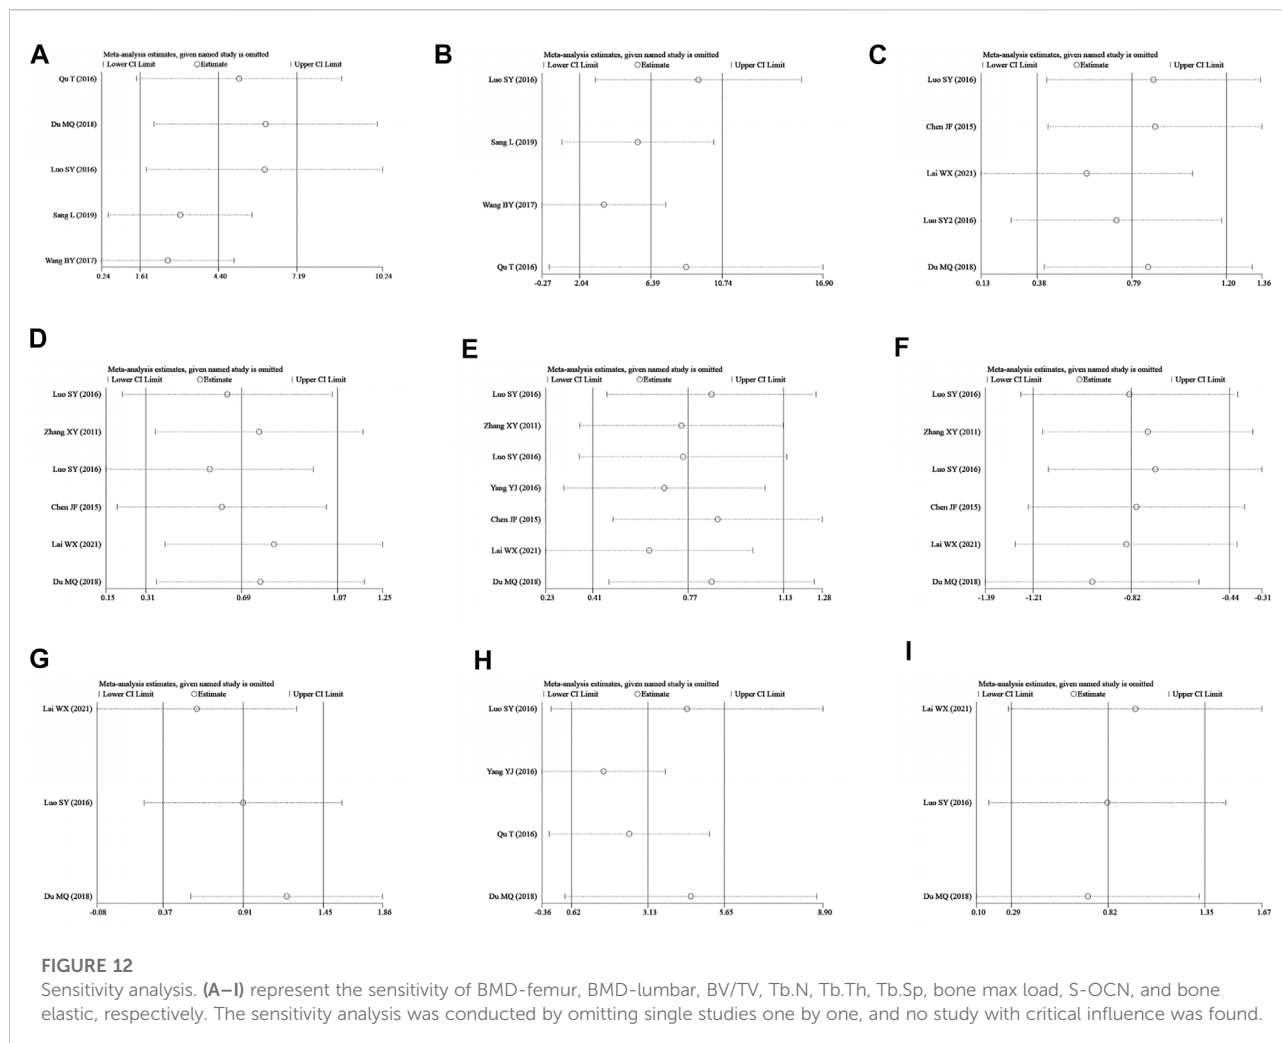 A
Meta-analysis estimates, given named study is omitted
Lower CI Limit Estimate Upper CI Limit
Qu T (2016)
Du MQ (2018)
Luo SY (2016)
Sang L (2019)
Wang BY (2017)
0.24 1.61 4.40 7.19 10.24
B
Meta-analysis estimates, given named study is omitted
Lower CI Limit Estimate Upper CI Limit
Luo SY (2016)
Sang L (2019)
Wang BY (2017)
Qu T (2016)
-0.27 2.04 6.39 10.74 16.90
C
Meta-analysis estimates, given named study is omitted
Lower CI Limit Estimate Upper CI Limit
Luo SY (2016)
Chen JF (2015)
Lai WX (2021)
Luo SY2 (2016)
Du MQ (2018)
0.13 0.38 0.79 1.20 1.36
D
Meta-analysis estimates, given named study is omitted
Lower CI Limit Estimate Upper CI Limit
Luo SY (2016)
Zhang XY (2011)
Luo SY (2016)
Chen JF (2015)
Lai WX (2021)
Du MQ (2018)
0.15 0.31 0.69 1.07 1.25
E
Meta-analysis estimates, given named study is omitted
Lower CI Limit Estimate Upper CI Limit
Luo SY (2016)
Zhang XY (2011)
Luo SY (2016)
Yang YJ (2016)
Chen JF (2015)
Lai WX (2021)
Du MQ (2018)
0.23 0.41 0.77 1.13 1.28
F
Meta-analysis estimates, given named study is omitted
Lower CI Limit Estimate Upper CI Limit
Luo SY (2016)
Zhang XY (2011)
Luo SY (2016)
Chen JF (2015)
Lai WX (2021)
Du MQ (2018)
-1.39 -1.21 -0.82 -0.44 -0.31
G
Meta-analysis estimates, given named study is omitted
Lower CI Limit Estimate Upper CI Limit
Lai WX (2021)
Luo SY (2016)
Du MQ (2018)
-0.08 0.37 0.91 1.45 1.86
H
Meta-analysis estimates, given named study is omitted
Lower CI Limit Estimate Upper CI Limit
Luo SY (2016)
Yang YJ (2016)
Qu T (2016)
Du MQ (2018)
-0.36 0.62 3.13 5.65 8.90
I
Meta-analysis estimates, given named study is omitted
Lower CI Limit Estimate Upper CI Limit
Lai WX (2021)
Luo SY (2016)
Du MQ (2018)
0.10 0.29 0.82 1.35 1.67
FIGURE 12
Sensitivity analysis. (A–I) represent the sensitivity of BMD-femur, BMD-lumbar, BV/TV, Tb.N, Tb.Th, Tb.Sp, bone max load, S-OCN, and bone
elastic, respectively. The sensitivity analysis was conducted by omitting single studies one by one, and no study with critical influence was found.